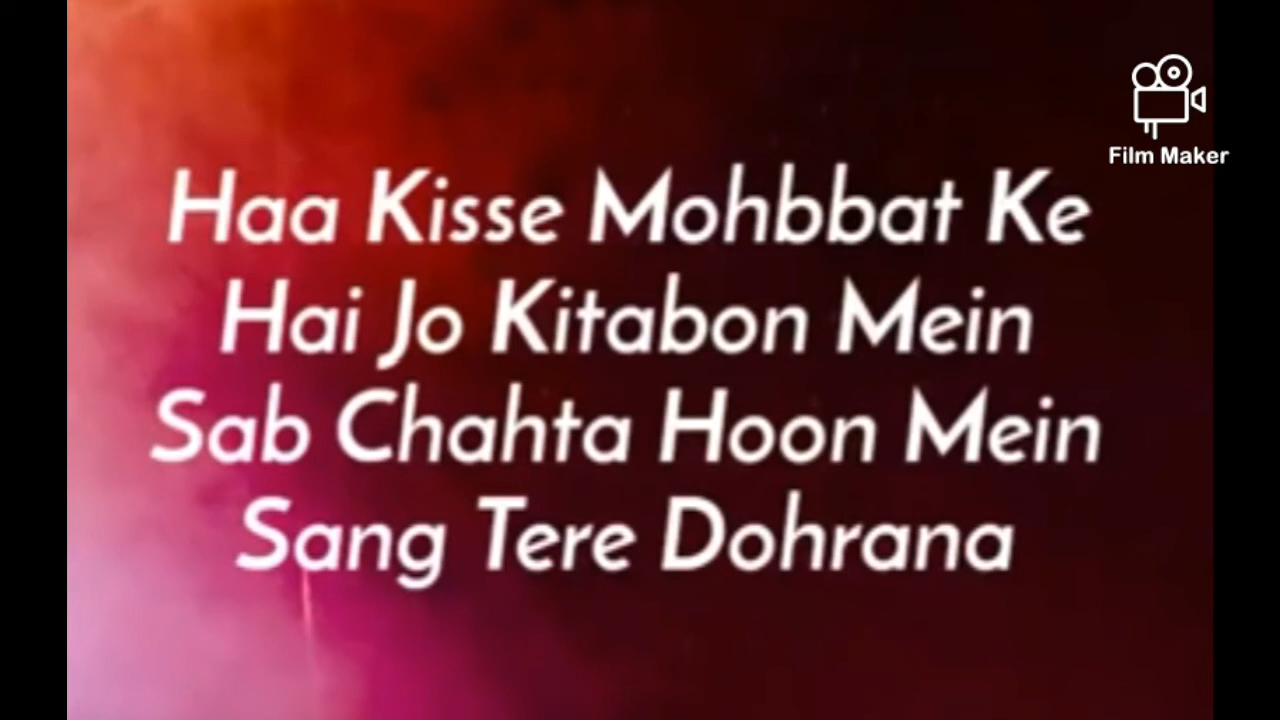 Film Maker
Haa Kisse Mohbbat Ke
Hai Jo Kitabon Mein
Sab Chahta Hoon Mein
Sang Tere Dohrana